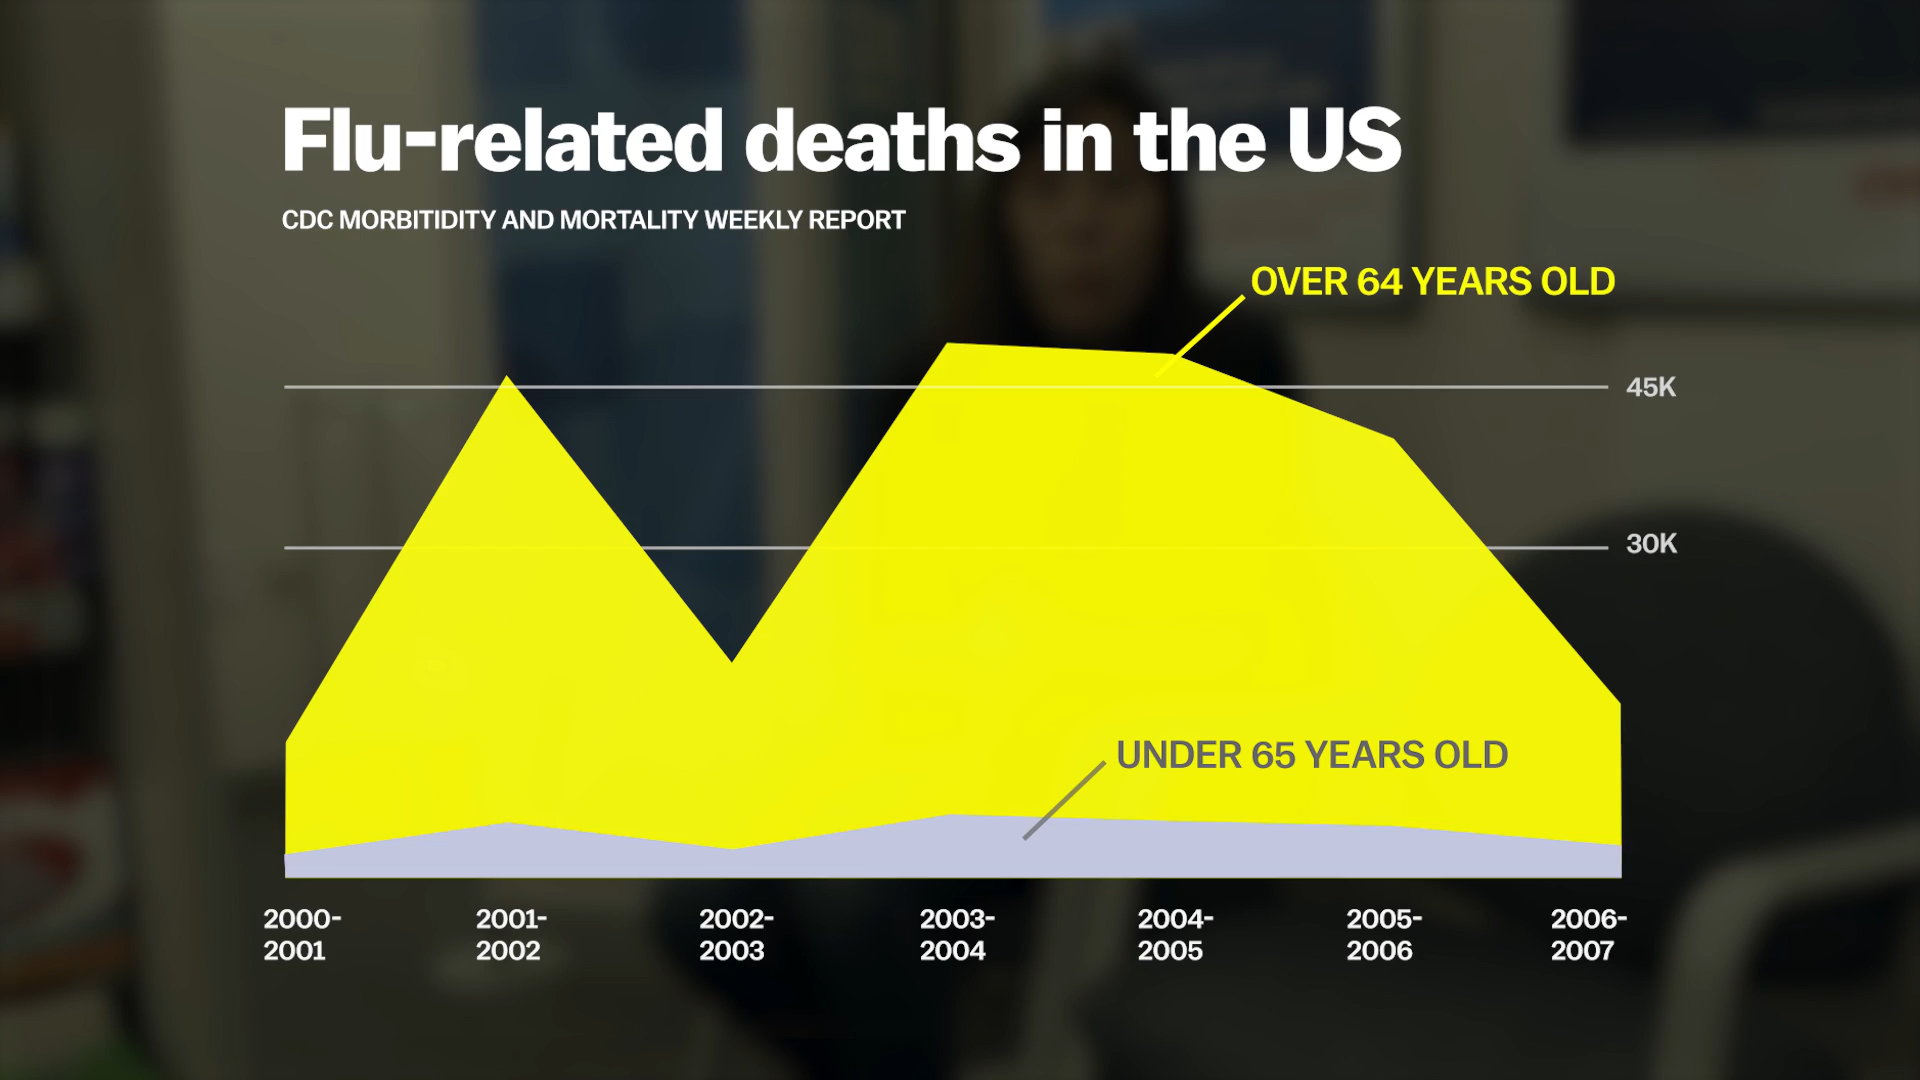 Flu-related deaths in the US
CDC MORBITIDITY AND MORTALITY WEEKLY REPORT
OVER 64 YEARS OLD
45K
30K
UNDER 65 YEARS OLD
2000-
2001
2001-
2002
2002-
2003
2003-
2004
2004-
2005
2005-
2006
2006-
2007